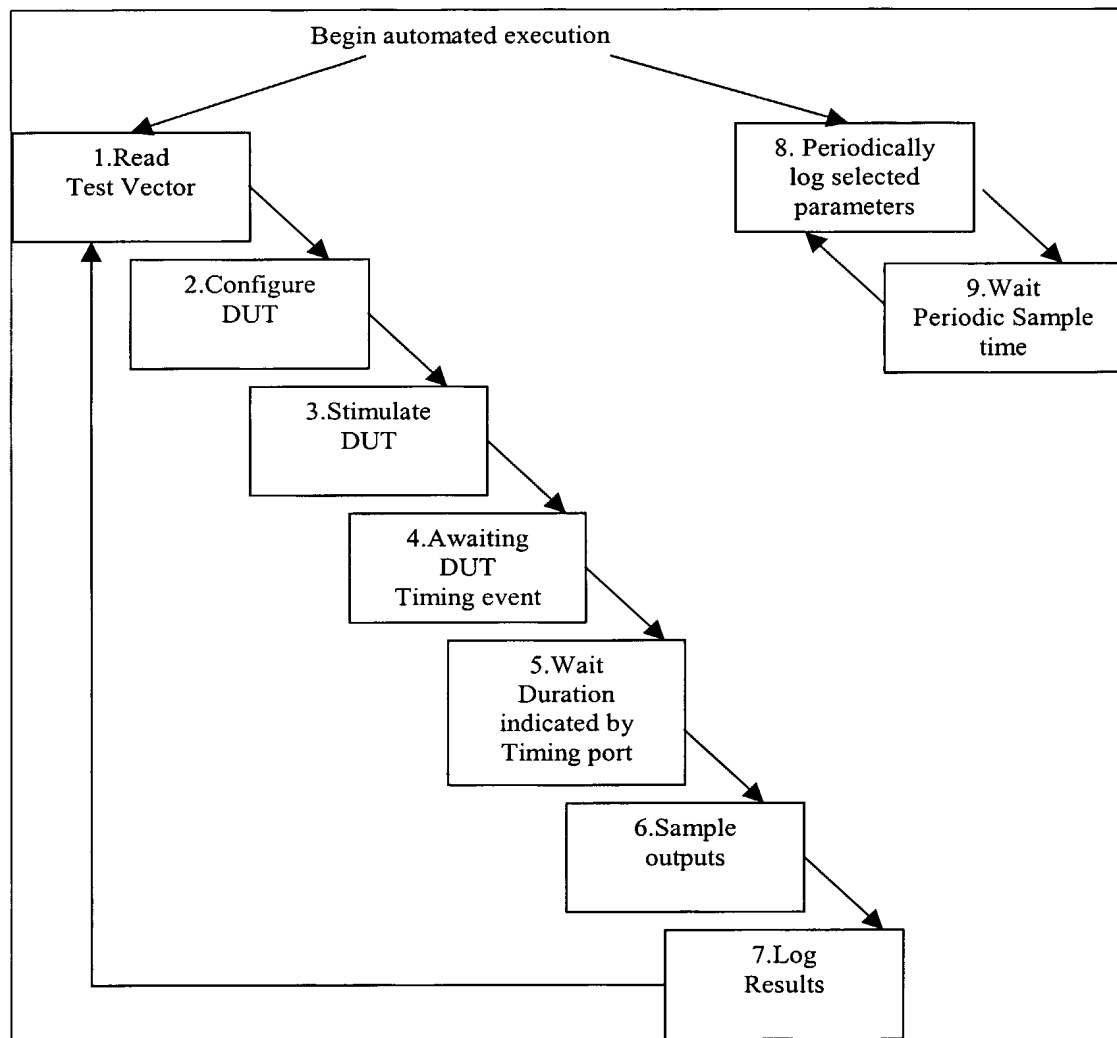 Begin automated execution
1.Read
Test Vector
8. Periodically
log selected
parameters
2.Configure
DUT
9.Wait
Periodic Sample
time
3.Stimulate
DUT
4.Awaiting
DUT
Timing event
5.Wait
Duration
indicated by
Timing port
6.Sample
outputs
7.Log
Results